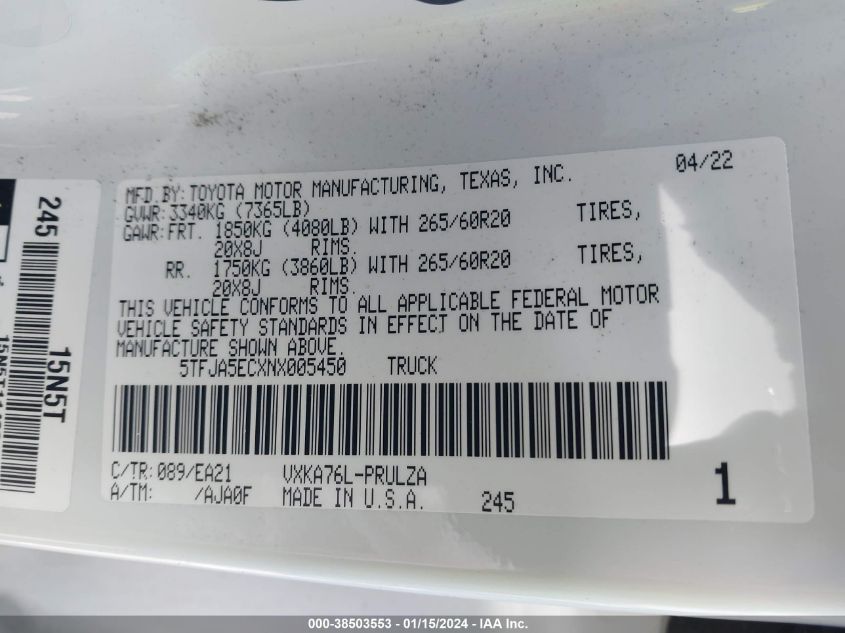 04/22
MFD. BY: TOYOTA MOTOR MANUFACTURING, TEXAS, INC.
GVWR: 3340KG (7365LB)
GAWR: FRT. 1850KG (4080LB) WITH 265/60R20 TIRES,
20X8J RIMS.
RR. 1750KG (3860LB) WITH 265/60R20 TIRES,
20X8J RIMS.
THIS VEHICLE CONFORMS TO ALL APPLICABLE FEDERAL MOTOR
VEHICLE SAFETY STANDARDS IN EFFECT ON THE DATE OF
MANUFACTURE SHOWN ABOVE.
5TFJA5ECXNX005450 TRUCK
C/TR: 089/EA21 VXKA76L-PRULZA
A/TM: /AJA0F MADE IN U.S.A. 245 1
245
15N5T
000-38503553 - 01/15/2024 - IAA Inc.